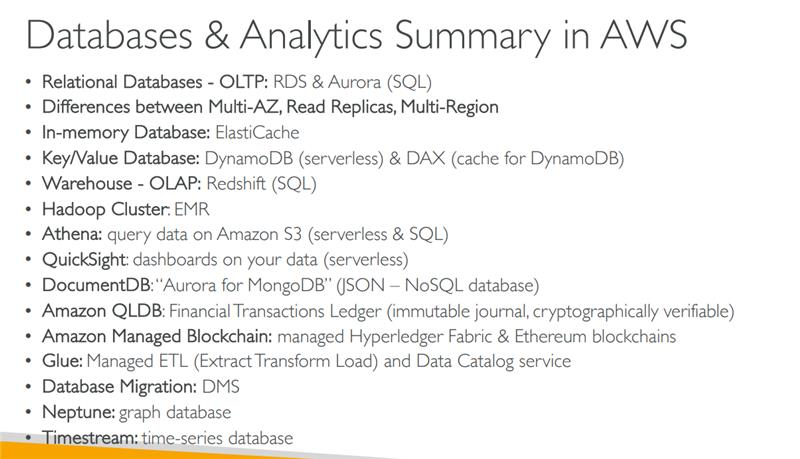 Databases & Analytics Summary in AWS
• Relational Databases - OLTP: RDS & Aurora (SQL)
• Differences between Multi-AZ, Read Replicas, Multi-Region
• In-memory Database: ElastiCache
• Key/Value Database: DynamoDB (serverless) & DAX (cache for DynamoDB)
• Warehouse - OLAP: Redshift (SQL)
• Hadoop Cluster: EMR
• Athena: query data on Amazon S3 (serverless & SQL)
• QuickSight: dashboards on your data (serverless)
• DocumentDB: “Aurora for MongoDB” (JSON – NoSQL database)
• Amazon QLDB: Financial Transactions Ledger (immutable journal, cryptographically verifiable)
• Amazon Managed Blockchain: managed Hyperledger Fabric & Ethereum blockchains
• Glue: Managed ETL (Extract Transform Load) and Data Catalog service
• Database Migration: DMS
• Neptune: graph database
• Timestream: time-series database